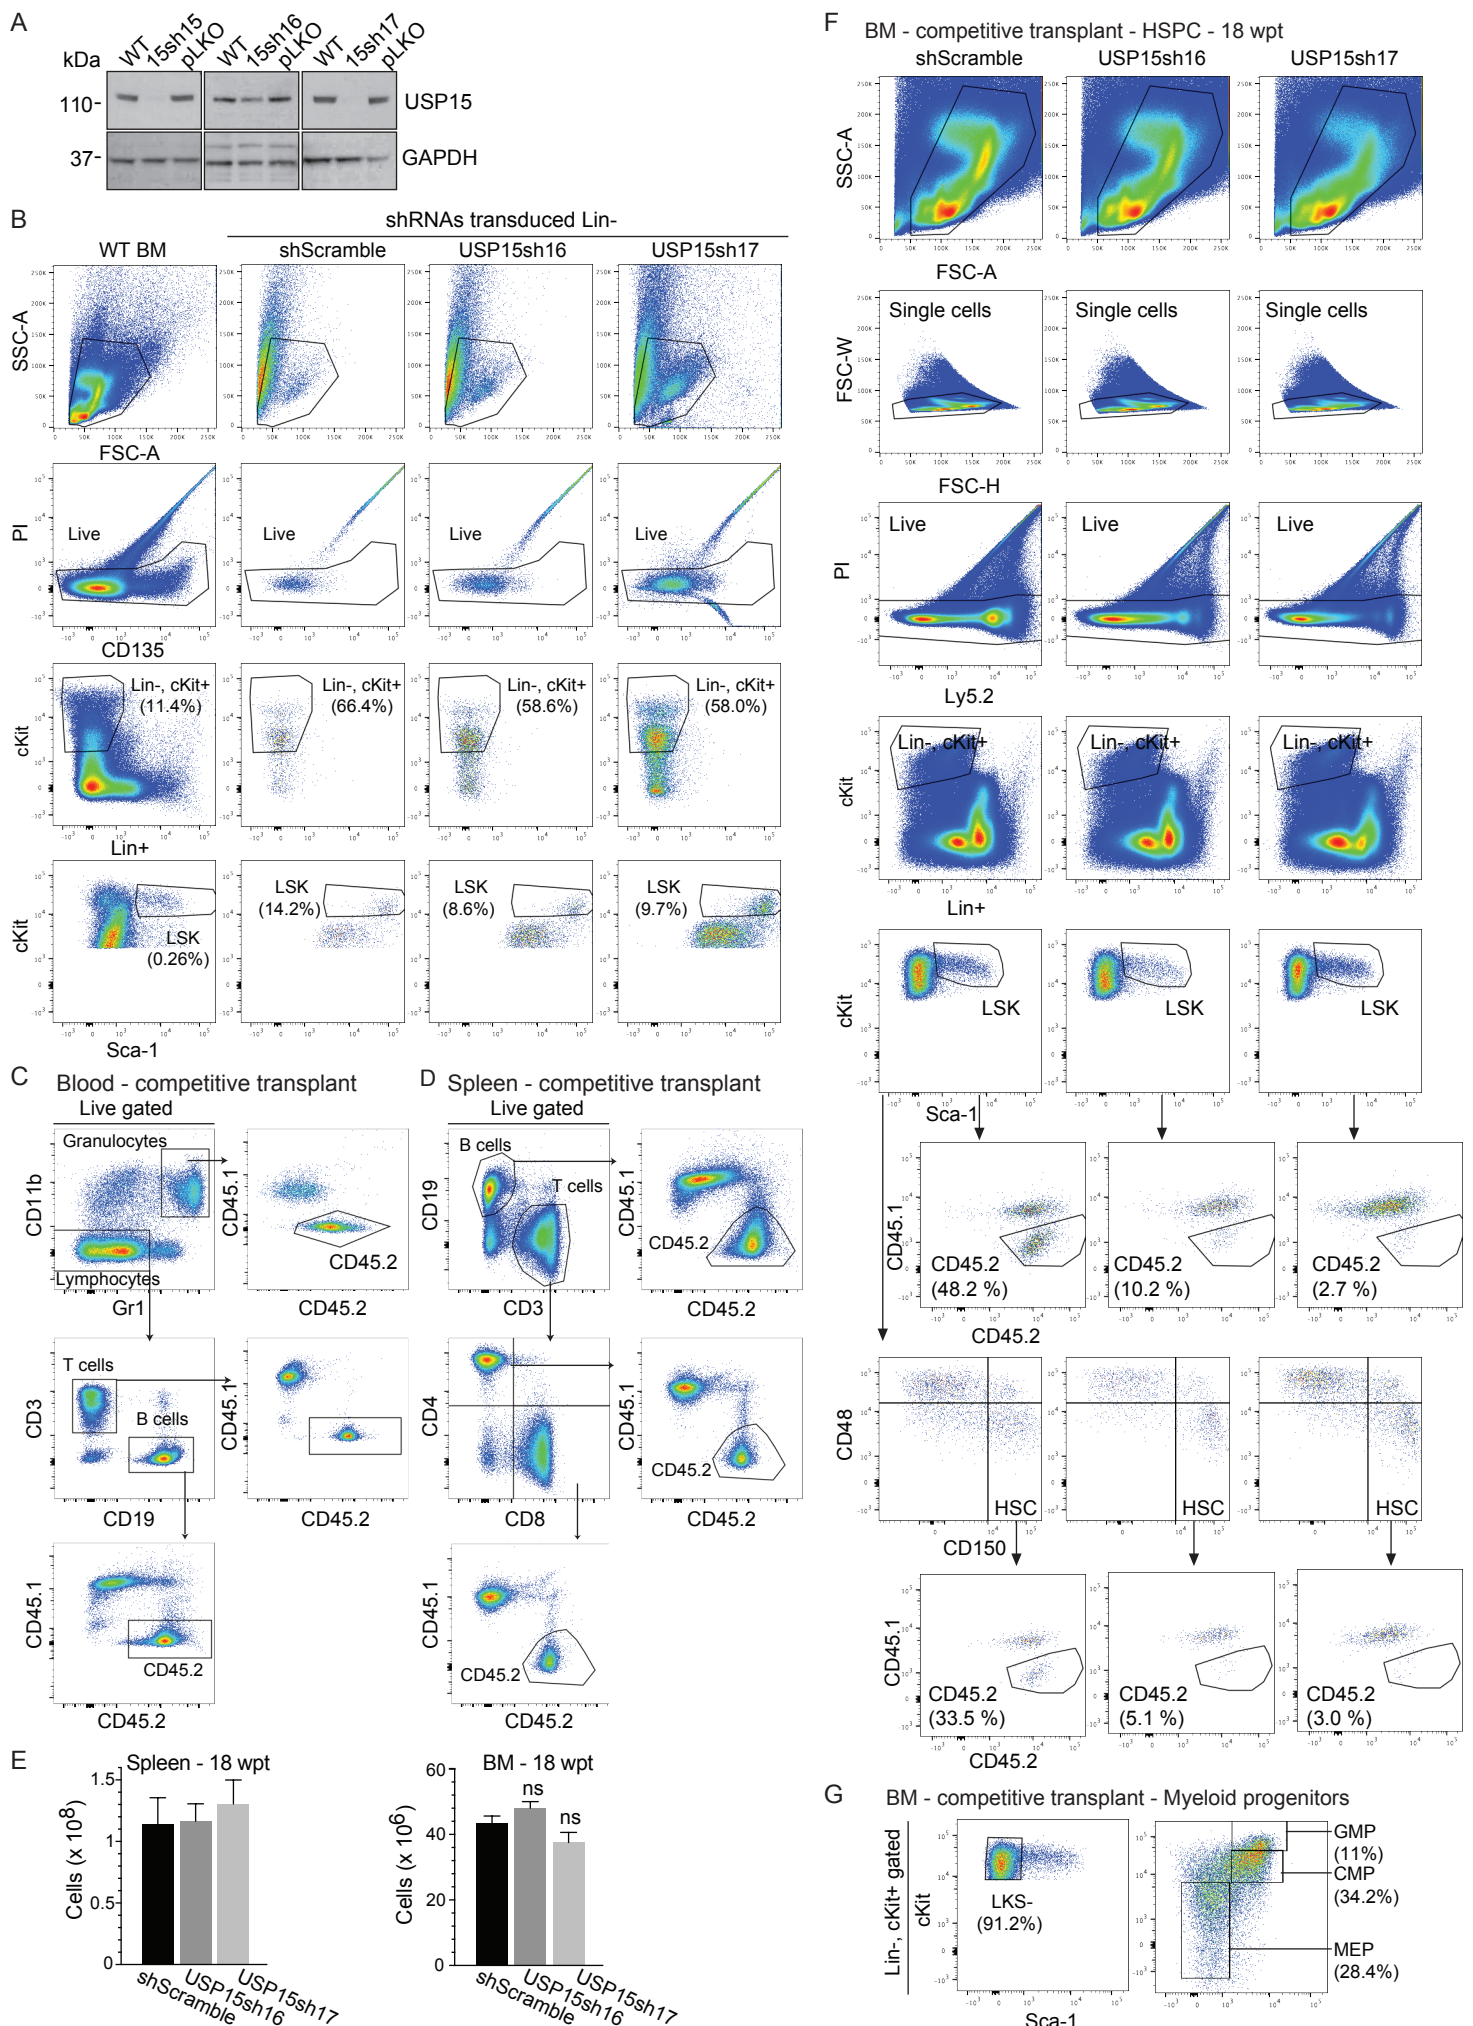 A
kDa
WT
15sh15
pLKO
WT
15sh16
pLKO
WT
15sh17
pLKO
110-
USP15
37-
GAPDH
B
shRNAs transduced Lin-
WT BM
shScramble
USP15sh16
USP15sh17
SSC-A
FSC-A
PI
Live
Live
Live
Live
CD135
cKit
Lin-, cKit+
(11.4%)
Lin-, cKit+
(66.4%)
Lin-, cKit+
(58.6%)
Lin-, cKit+
(58.0%)
Lin+
cKit
LSK
(0.26%)
LSK
(14.2%)
LSK
(8.6%)
LSK
(9.7%)
Sca-1
C
Blood - competitive transplant
Live gated
Granulocytes
CD11b
Lymphocytes
Gr1
CD45.1
CD45.2
CD45.2
T cells
CD3
B cells
CD19
CD45.1
CD45.2
CD45.1
CD45.2
CD45.2
D
Spleen - competitive transplant
Live gated
B cells
T cells
CD19
CD3
CD45.1
CD45.2
CD45.2
CD4
CD8
CD45.1
CD45.2
CD45.2
CD45.1
CD45.2
CD45.2
E
Spleen - 18 wpt
Cells (x 10⁸)
1.5
1
0.5
0
shScramble
USP15sh16
USP15sh17
BM - 18 wpt
Cells (x 10⁶)
60
40
20
0
ns
ns
shScramble
USP15sh16
USP15sh17
F
BM - competitive transplant - HSPC - 18 wpt
shScramble
USP15sh16
USP15sh17
SSC-A
FSC-A
Single cells
Single cells
Single cells
FSC-W
FSC-H
Live
Live
Live
PI
Ly5.2
Lin-, cKit+
Lin-, cKit+
Lin-, cKit+
cKit
Lin+
cKit
LSK
LSK
LSK
Sca-1
CD45.1
CD45.2
(48.2 %)
CD45.2
(10.2 %)
CD45.2
(2.7 %)
CD45.2
CD48
HSC
HSC
HSC
CD150
CD45.1
CD45.2
(33.5 %)
CD45.2
(5.1 %)
CD45.2
(3.0 %)
CD45.2
G
BM - competitive transplant - Myeloid progenitors
Lin-, cKit+ gated
cKit
LKS-
(91.2%)
Sca-1
GMP
(11%)
CMP
(34.2%)
MEP
(28.4%)